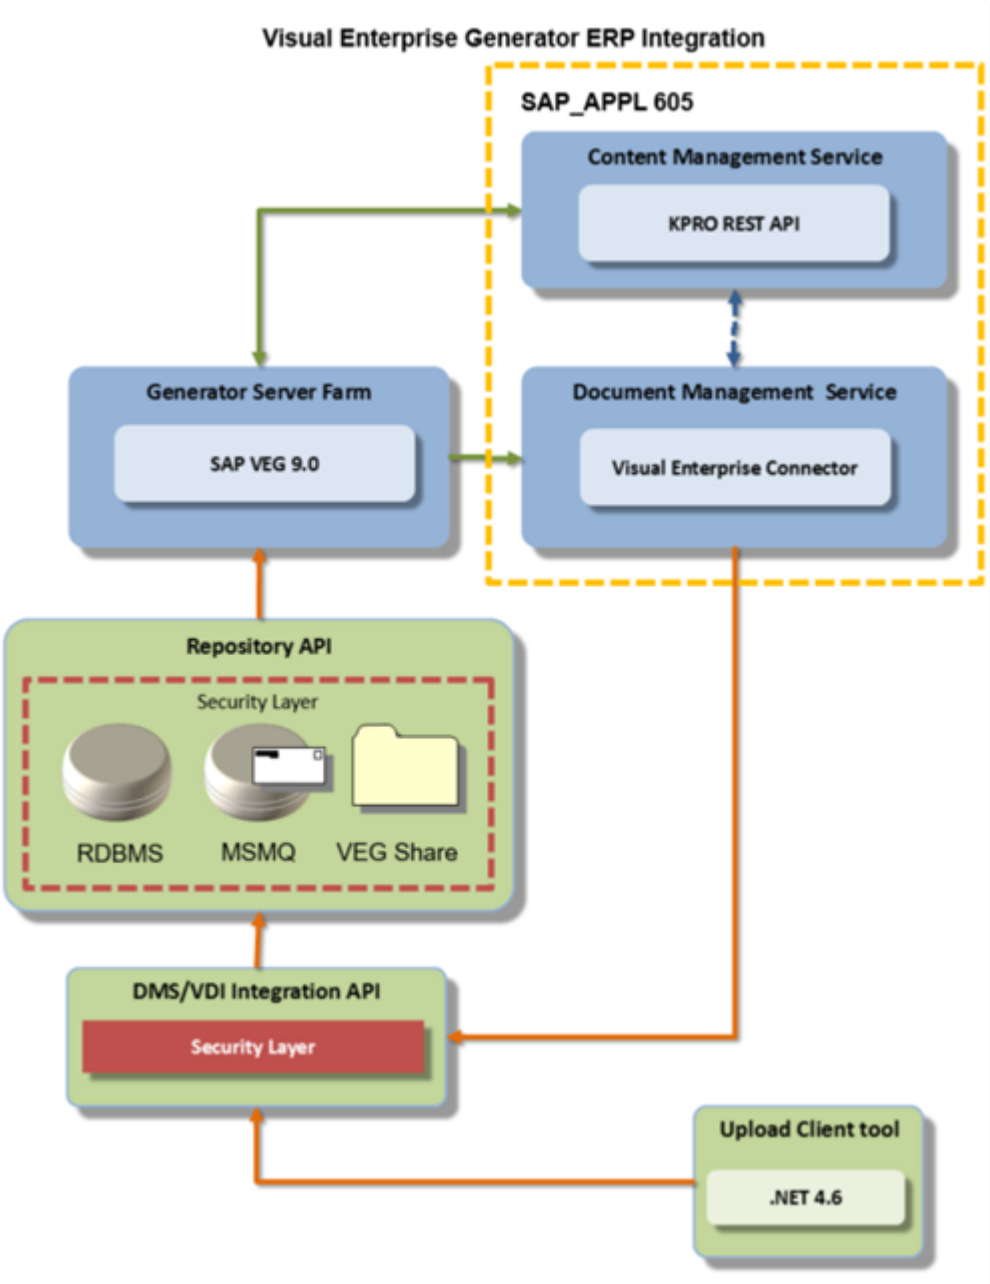 Visual Enterprise Generator ERP Integration
SAP_APPL 605
Content Management Service
KPRO REST API
Generator Server Farm
SAP VEG 9.0
Document Management Service
Visual Enterprise Connector
Repository API
Security Layer
RDBMS
MSMQ
VEG Share
DMS/VDI Integration API
Security Layer
Upload Client tool
.NET 4.6